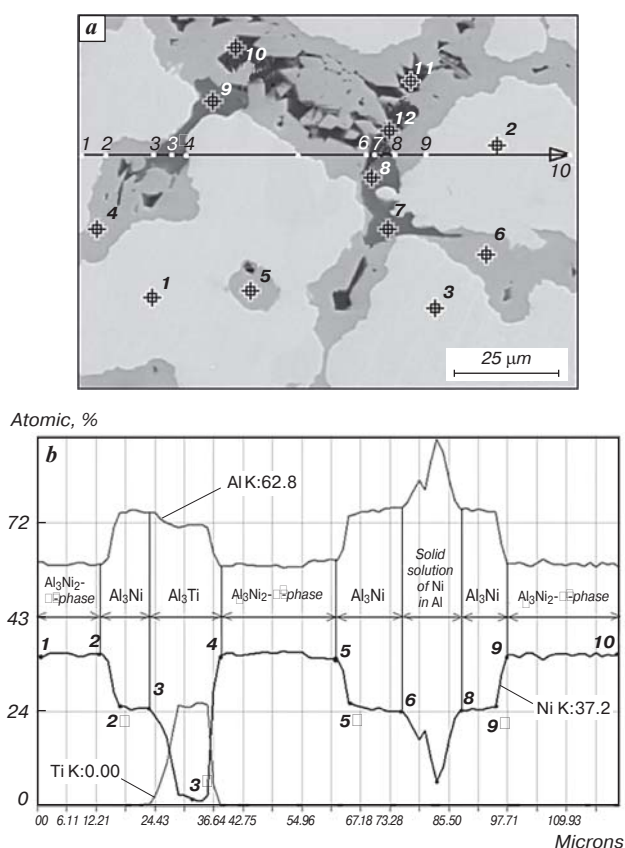 a
10
11
9
12
2
1 2 3 3□ 4 6 7 8 9
10
8
4
7
6
5
1
3
25 μm
Atomic, %
b
Al K:62.8
72
Solid
solution
of Ni
in Al
Al3Ni2-
□-phase
Al3Ni
Al3Ti
Al3Ni2-□-phase
Al3Ni
Al3Ni
Al3Ni2-□-phase
43
1 2 3 4 5 6 8 9 10
24
2□
5□
9□
Ni K:37.2
Ti K:0.00
3□
0
00 6.11 12.21 24.43 36.64 42.75 54.96 67.18 73.28 85.50 97.71 109.93
Microns